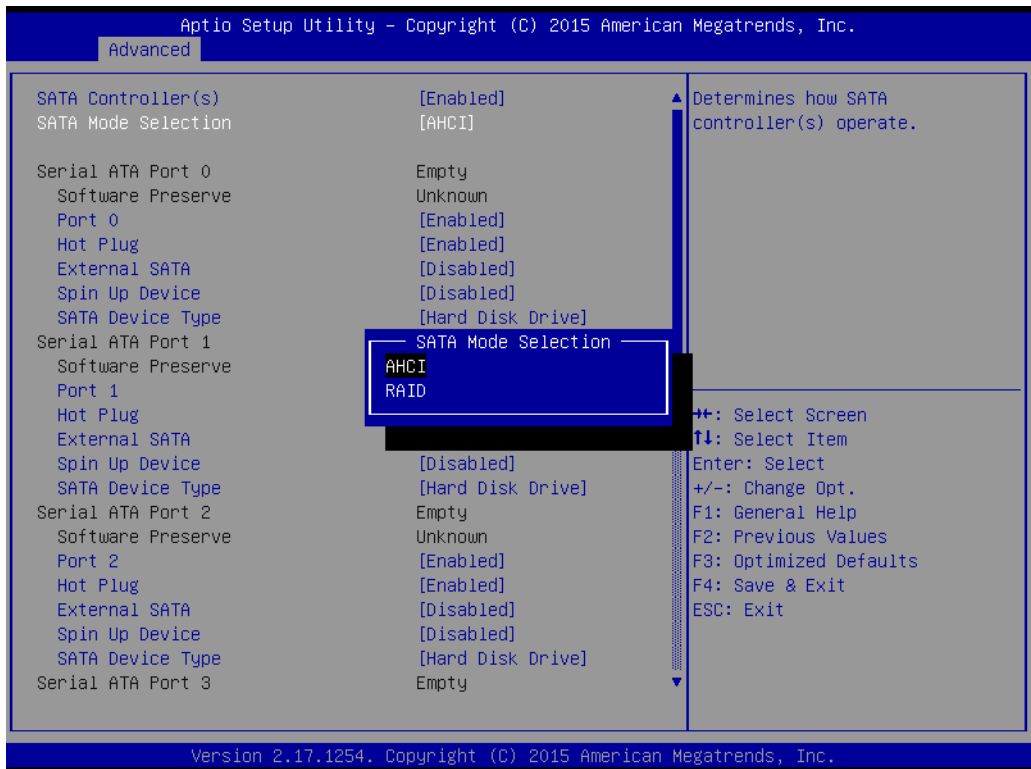 Aptio Setup Utility – Copyright (C) 2015 American Megatrends, Inc.
Advanced
SATA Controller(s) [Enabled]
SATA Mode Selection [AHCI]
Serial ATA Port 0 Empty
Software Preserve Unknown
Port 0 [Enabled]
Hot Plug [Enabled]
External SATA [Disabled]
Spin Up Device [Disabled]
SATA Device Type [Hard Disk Drive]
Serial ATA Port 1
Software Preserve
Port 1
Hot Plug
External SATA
Spin Up Device [Disabled]
SATA Device Type [Hard Disk Drive]
Serial ATA Port 2 Empty
Software Preserve Unknown
Port 2 [Enabled]
Hot Plug [Enabled]
External SATA [Disabled]
Spin Up Device [Disabled]
SATA Device Type [Hard Disk Drive]
Serial ATA Port 3 Empty
SATA Mode Selection
AHCI
RAID
Determines how SATA
controller(s) operate.
→←: Select Screen
↑↓: Select Item
Enter: Select
+/-: Change Opt.
F1: General Help
F2: Previous Values
F3: Optimized Defaults
F4: Save & Exit
ESC: Exit
Version 2.17.1254. Copyright (C) 2015 American Megatrends, Inc.